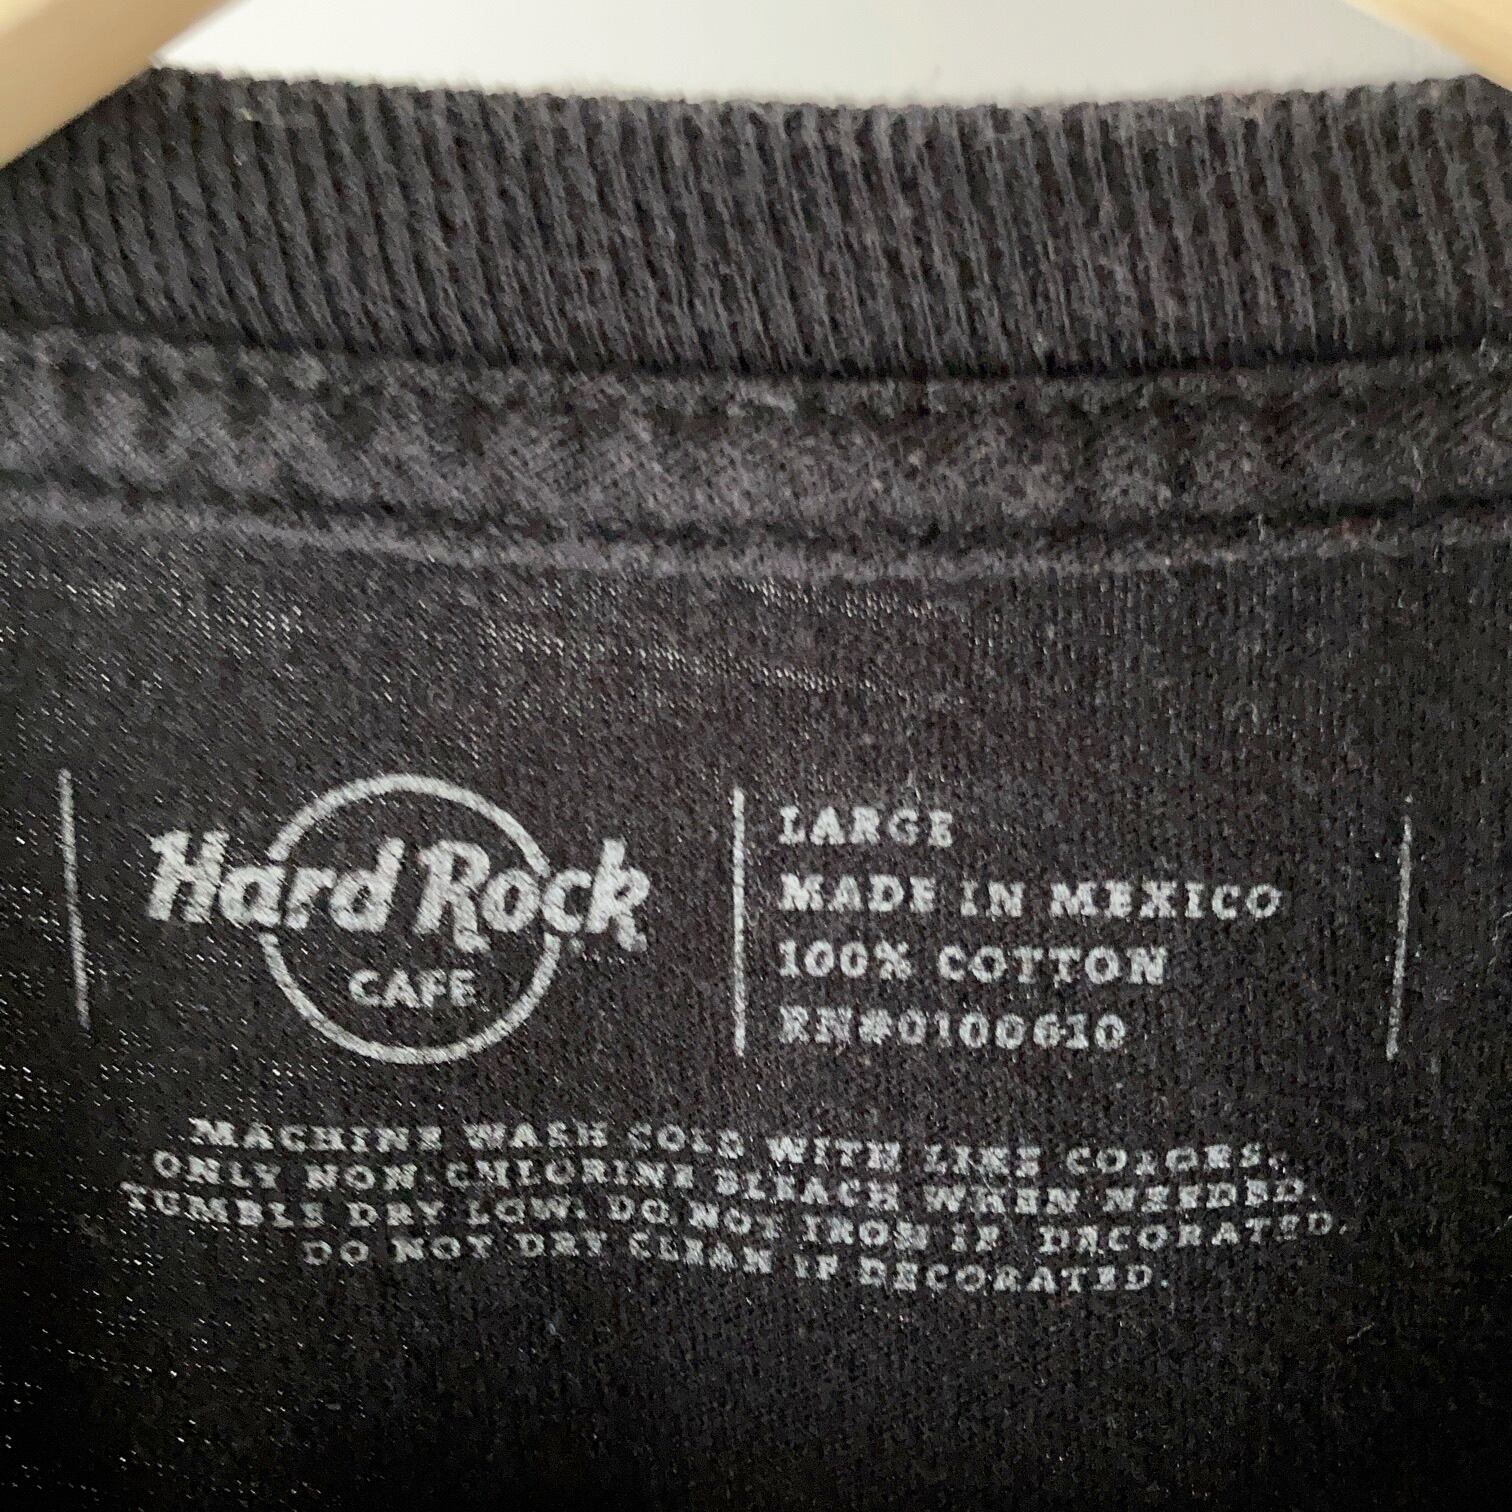 Hard Rock
CAFE
LARGE
MADE IN MEXICO
100% COTTON
RN#0100610
MACHINE WASH COLD WITH LIKE COLORS.
ONLY NON-CHLORINE BLEACH WHEN NEEDED.
TUMBLE DRY LOW. DO NOT IRON IF DECORATED.
DO NOT DRY CLEAN IF DECORATED.